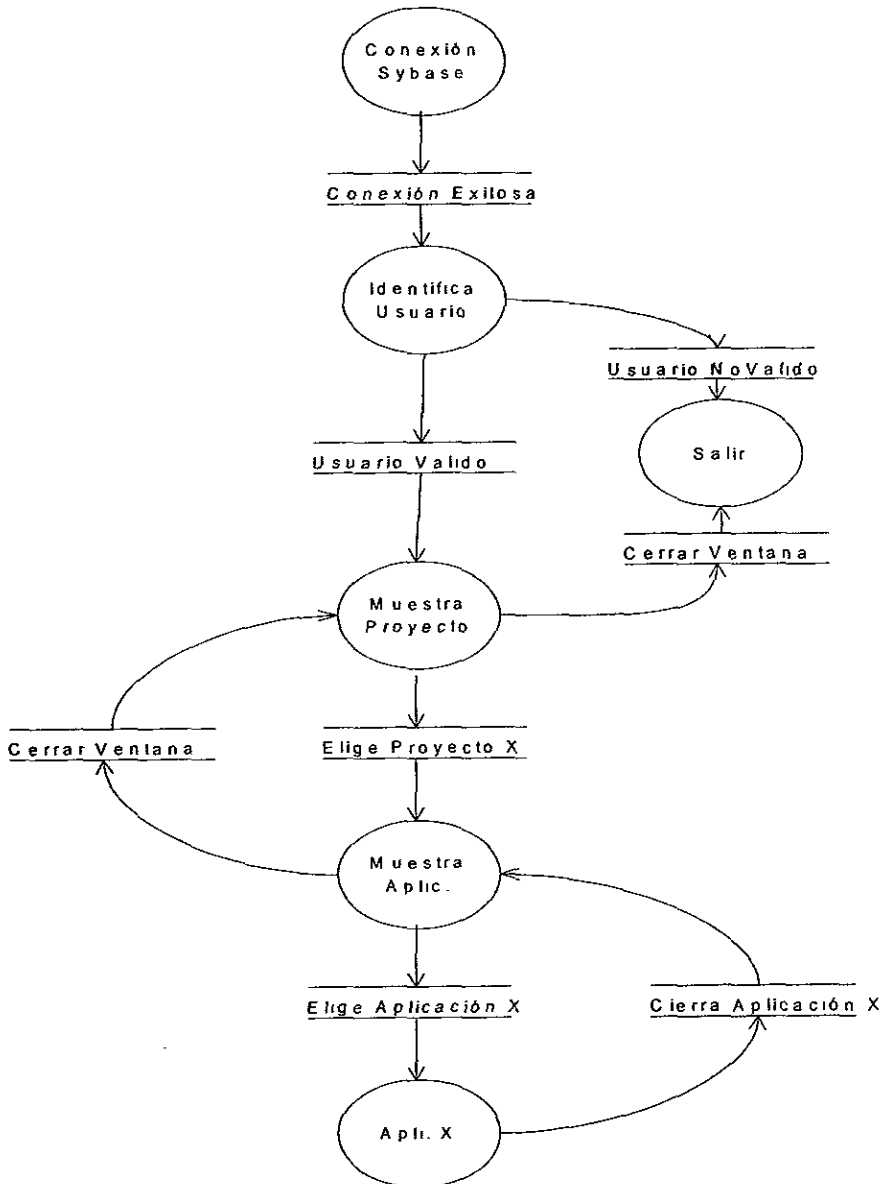 Conexión
Sybase
Conexión Exitosa
Identifica
Usuario
Usuario NoValido
Usuario Valido
Salir
Cerrar Ventana
Muestra
Proyecto
Cerrar Ventana
Elige Proyecto X
Muestra
Aplic.
Elige Aplicación X
Cierra Aplicación X
Apli. X